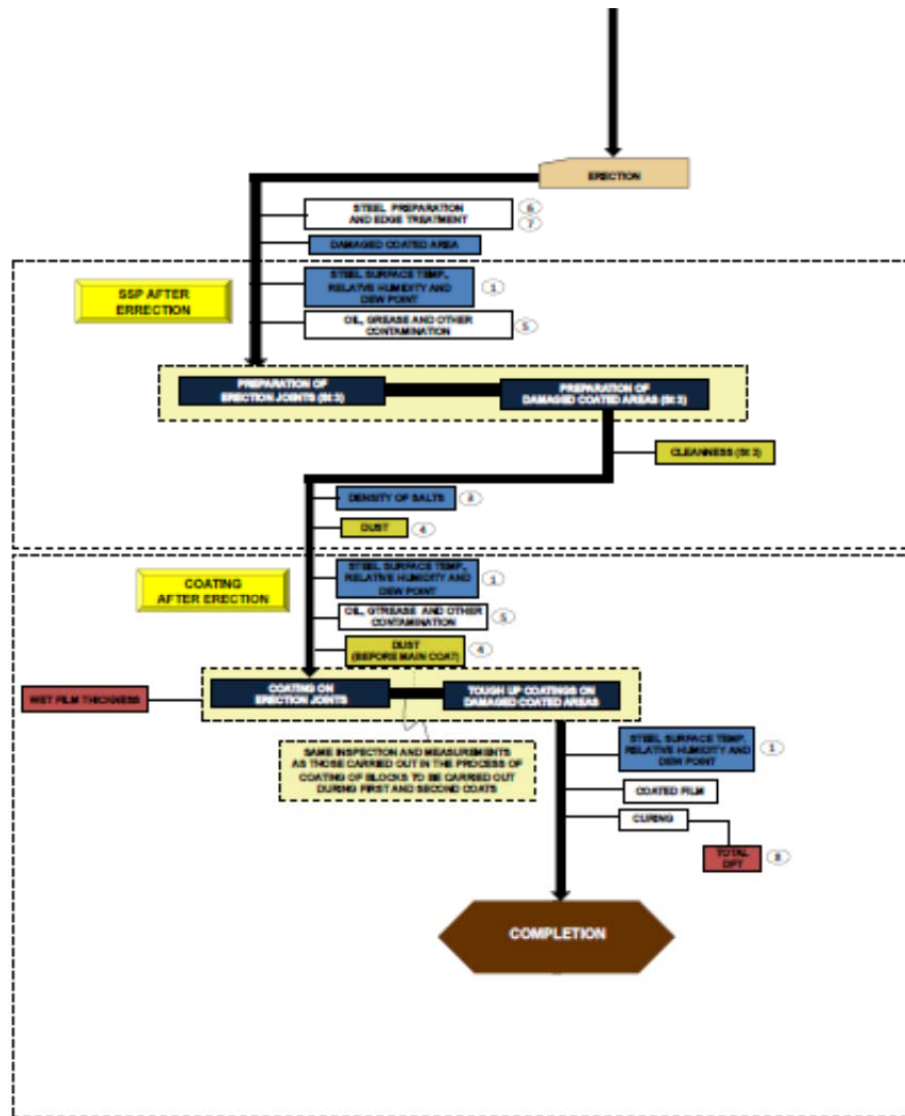 ERECTION
STEEL PREPARATION
AND EDGE TREATMENT
6
7
DAMAGED COATED AREA
SSP AFTER
ERRECTION
STEEL SURFACE TEMP.,
RELATIVE HUMIDITY AND
DEW POINT
1
OIL, GREASE AND OTHER
CONTAMINATION
5
PREPARATION OF
ERECTION JOINTS (St 3)
PREPARATION OF
DAMAGED COATED AREAS (St 3)
CLEANNESS (St 3)
DENSITY OF SALTS
DUST
4
COATING
AFTER ERECTION
STEEL SURFACE TEMP.,
RELATIVE HUMIDITY AND
DEW POINT
1
OIL, GTREASE AND OTHER
CONTAMINATION
5
DUST
(BEFORE MAIN COAT)
4
WET FILM THICKNESS
COATING ON
ERECTION JOINTS
TOUGH UP COATINGS ON
DAMAGED COATED AREAS
SAME INSPECTION AND MEASUREMENTS
AS THOSE CARRIED OUT IN THE PROCESS OF
COATING OF BLOCKS TO BE CARRIED OUT
DURING FIRST AND SECOND COATS
STEEL SURFACE TEMP.,
RELATIVE HUMIDITY AND
DEW POINT
1
COATED FILM
CURING
TOTAL
DFT
8
COMPLETION